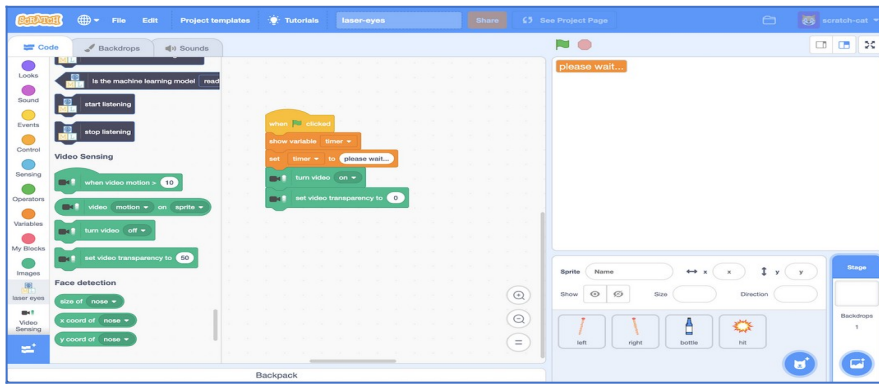 SCRATCH File Edit Project templates Tutorials laser-eyes Share See Project Page scratch-cat
Code Backdrops Sounds
Looks
Sound
Events
Control
Sensing
Operators
Variables
My Blocks
Images
laser eyes
Video
Sensing
Is the machine learning model read
start listening
stop listening
Video Sensing
when video motion > 10
video motion on sprite
turn video off
set video transparency to 50
Face detection
size of nose
x coord of nose
y coord of nose
when clicked
show variable timer
set timer to please wait...
turn video on
set video transparency to 0
Backpack
please wait...
Sprite Name x x y y
Show Size Direction
left right bottle hit
Stage
Backdrops
1